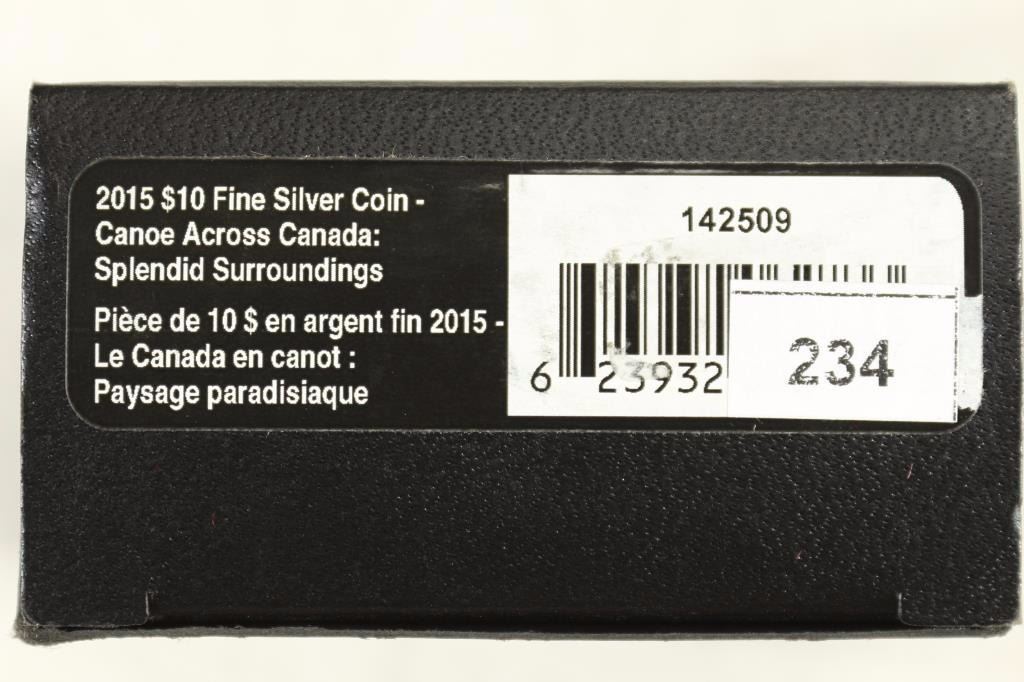 2015 $10 Fine Silver Coin -
Canoe Across Canada:
Splendid Surroundings
Pièce de 10 $ en argent fin 2015 -
Le Canada en canot :
Paysage paradisiaque
142509
6 23932
234